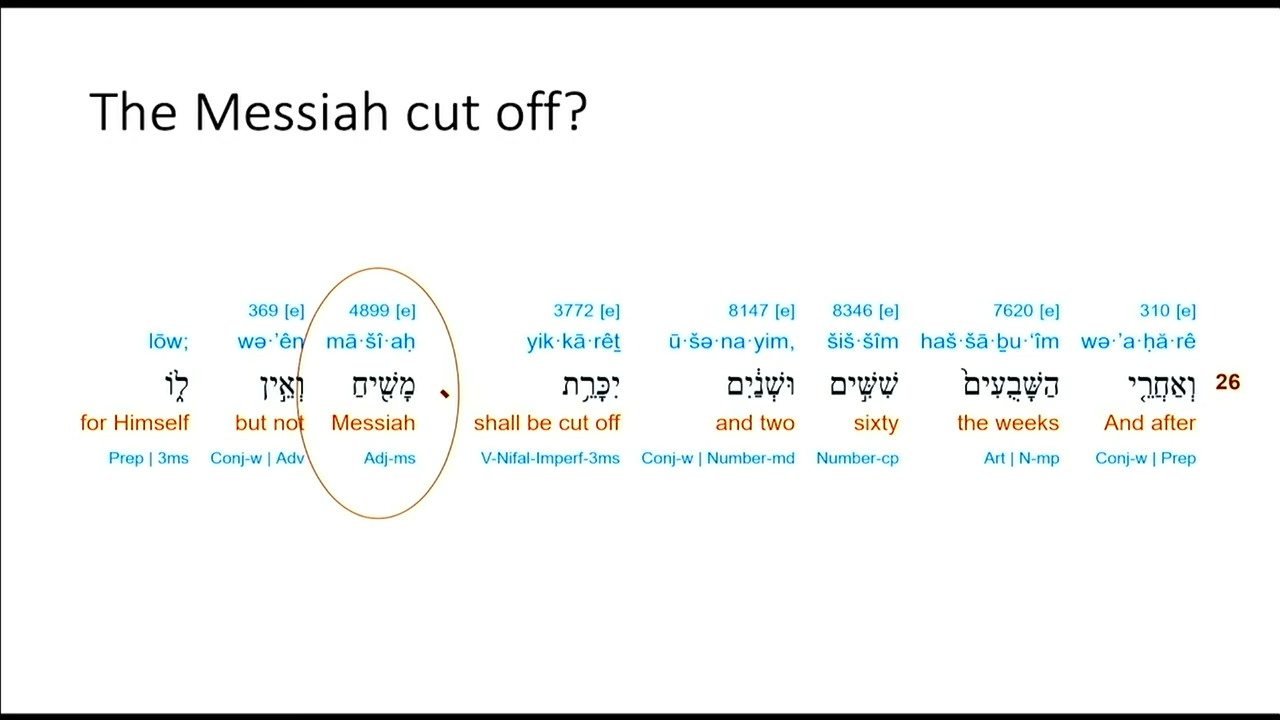 The Messiah cut off?
369 [e] 4899 [e] 3772 [e] 8147 [e] 8346 [e] 7620 [e] 310 [e]
lōw; wə·’ên mā·šî·aḥ yik·kā·rêṯ ū·šə·na·yim, šiš·šîm haš·šā·ḇu·‘îm wə·’a·ḥă·rê
26 וְאַחֲרֵ֤י הַשָּׁבֻעִים֙ שִׁשִּׁ֣ים וּשְׁנַ֔יִם יִכָּרֵ֥ת מָשִׁ֖יחַ וְאֵ֣ין ל֑וֹ
for Himself but not Messiah shall be cut off and two sixty the weeks And after
Prep | 3ms Conj-w | Adv Adj-ms V-Nifal-Imperf-3ms Conj-w | Number-md Number-cp Art | N-mp Conj-w | Prep